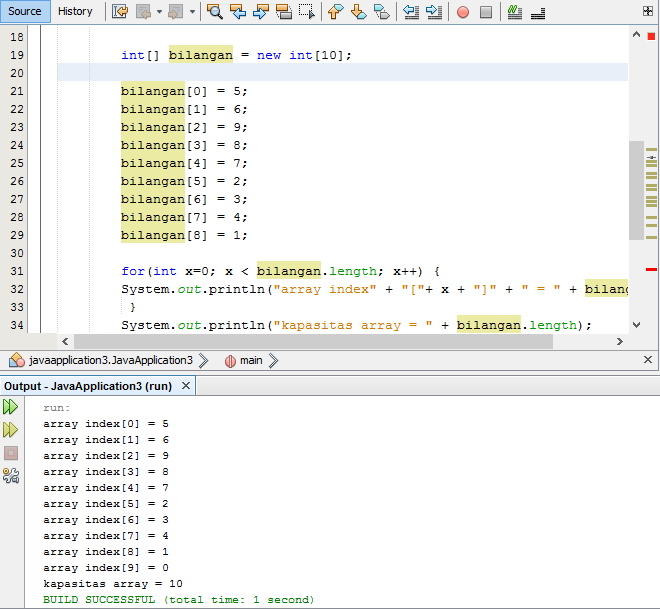 Source History
18
19 int[] bilangan = new int[10];
20
21 bilangan[0] = 5;
22 bilangan[1] = 6;
23 bilangan[2] = 9;
24 bilangan[3] = 8;
25 bilangan[4] = 7;
26 bilangan[5] = 2;
27 bilangan[6] = 3;
28 bilangan[7] = 4;
29 bilangan[8] = 1;
30
31 for(int x=0; x < bilangan.length; x++) {
32 System.out.println("array index" + "["+ x + "]" + " = " + bilang
33 }
34 System.out.println("kapasitas array = " + bilangan.length);
javaapplication3.JavaApplication3 main
Output - JavaApplication3 (run)
run:
array index[0] = 5
array index[1] = 6
array index[2] = 9
array index[3] = 8
array index[4] = 7
array index[5] = 2
array index[6] = 3
array index[7] = 4
array index[8] = 1
array index[9] = 0
kapasitas array = 10
BUILD SUCCESSFUL (total time: 1 second)